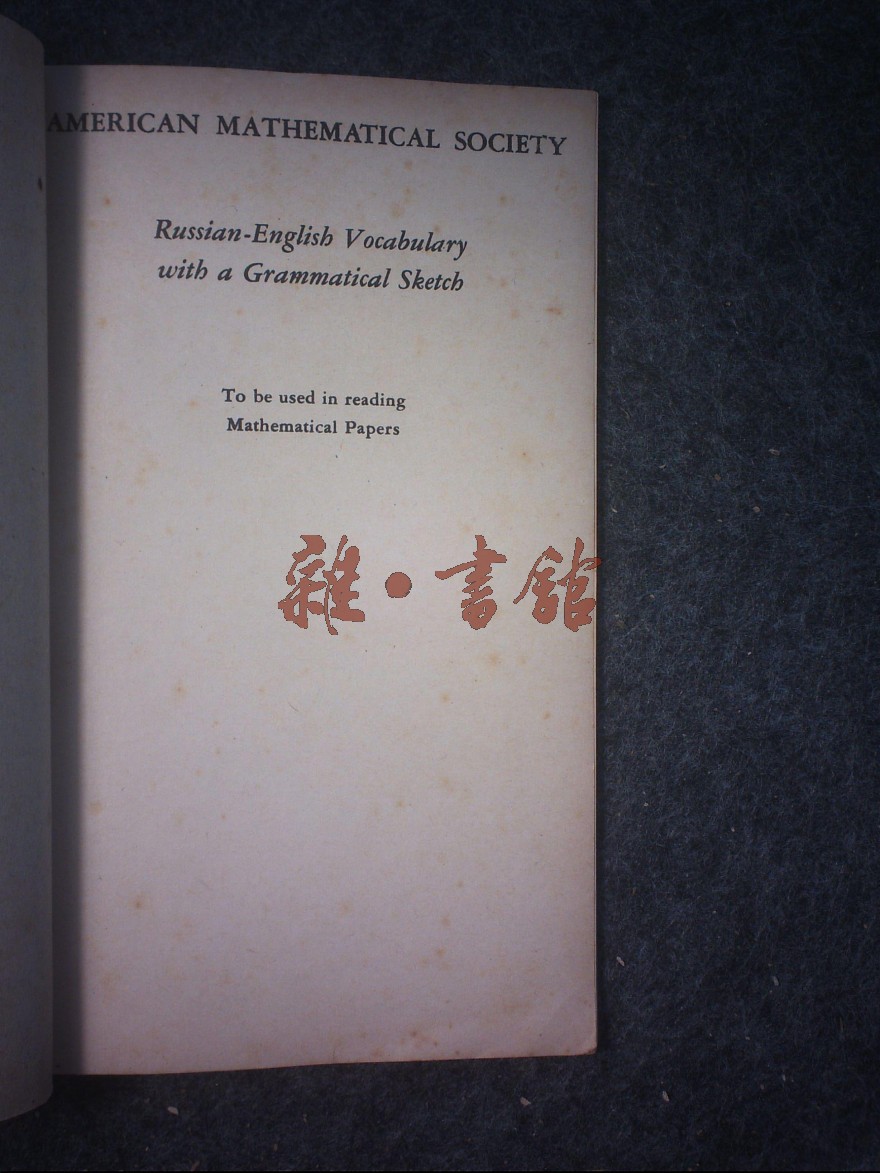 AMERICAN MATHEMATICAL SOCIETY
Russian-English Vocabulary
with a Grammatical Sketch
To be used in reading
Mathematical Papers
雜·書館